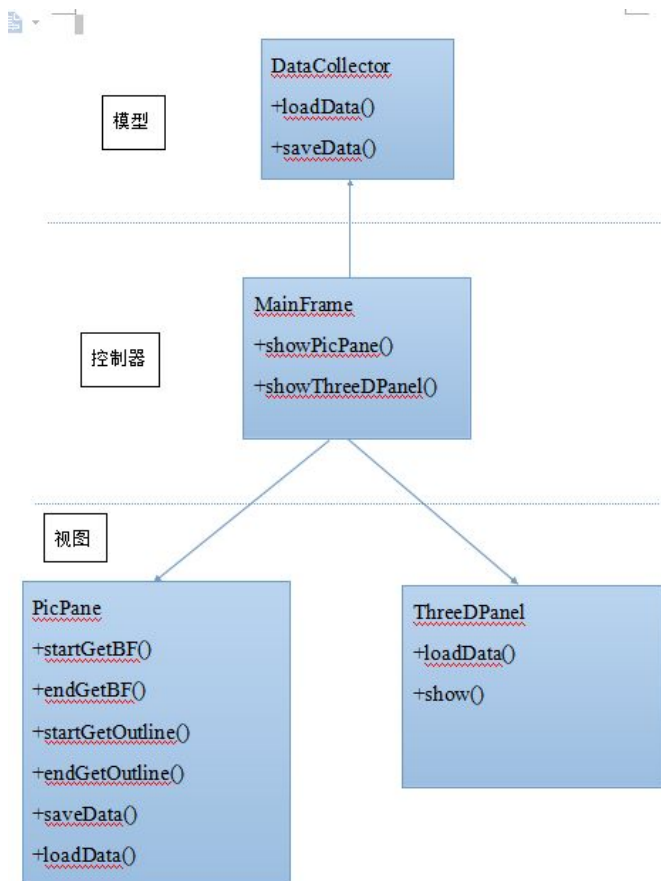 模型
DataCollector
+loadData()
+saveData()
控制器
MainFrame
+showPicPane()
+showThreeDPanel()
视图
PicPane
+startGetBF()
+endGetBF()
+startGetOutline()
+endGetOutline()
+saveData()
+loadData()
ThreeDPanel
+loadData()
+show()